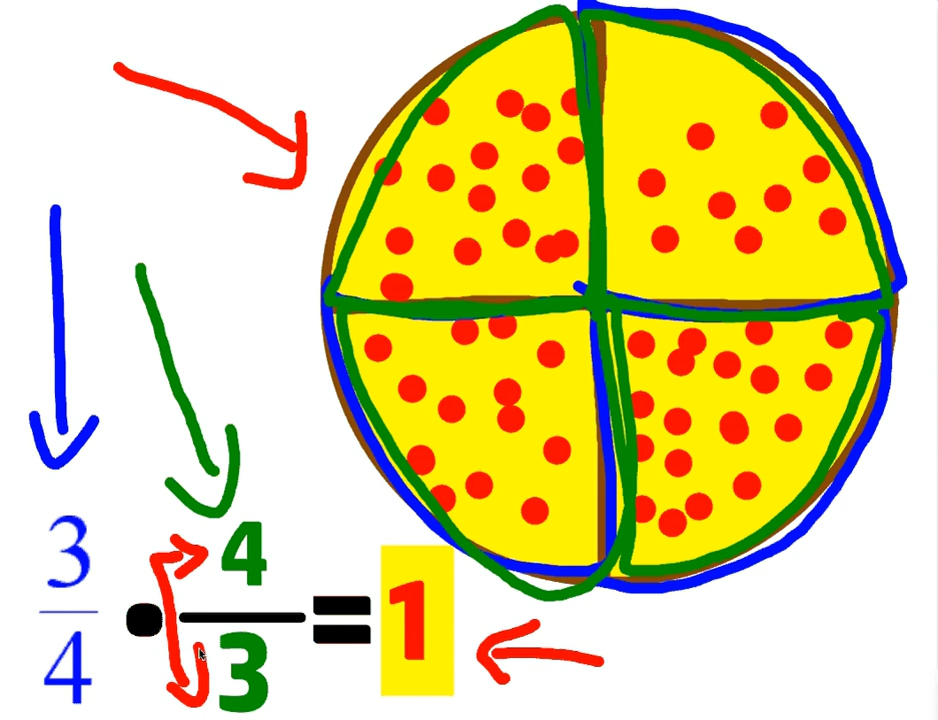 3/4 • 4/3 = 1